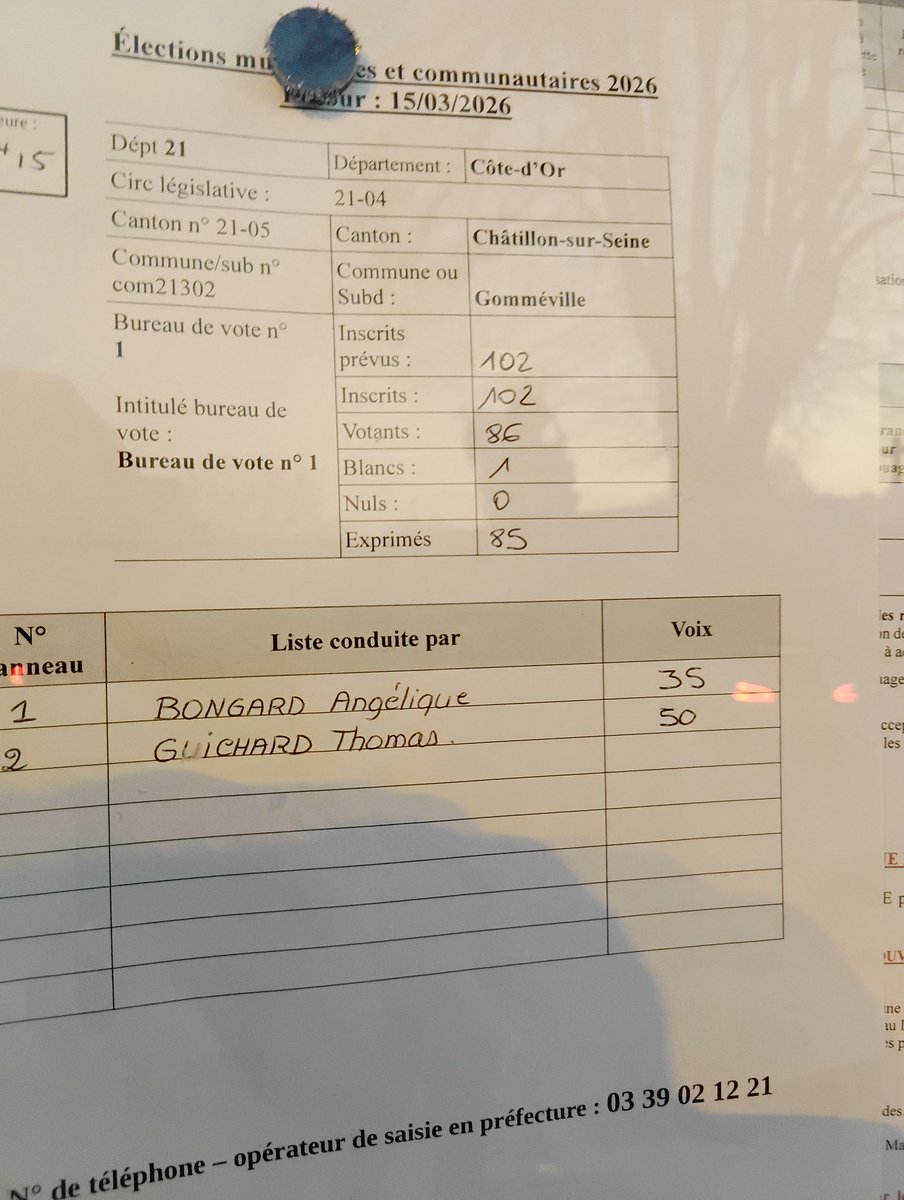 Élections mu es et communautaires 2026
ur : 15/03/2026
eure :
15
Dépt 21
Département :
Côte-d'Or
Circ législative :
21-04
Canton n° 21-05
Canton :
Châtillon-sur-Seine
Commune/sub n°
com21302
Commune ou
Subd :
Gomméville
Bureau de vote n°
1
Intitulé bureau de
vote :
Bureau de vote n° 1
Inscrits
prévus :
102
Inscrits :
102
Votants :
86
Blancs :
1
Nuls :
0
Exprimés
85
N°
anneau
Liste conduite par
Voix
1
BONGARD Angélique
35
2
GUICHARD Thomas.
50
N° de téléphone – opérateur de saisie en préfecture : 03 39 02 12 21